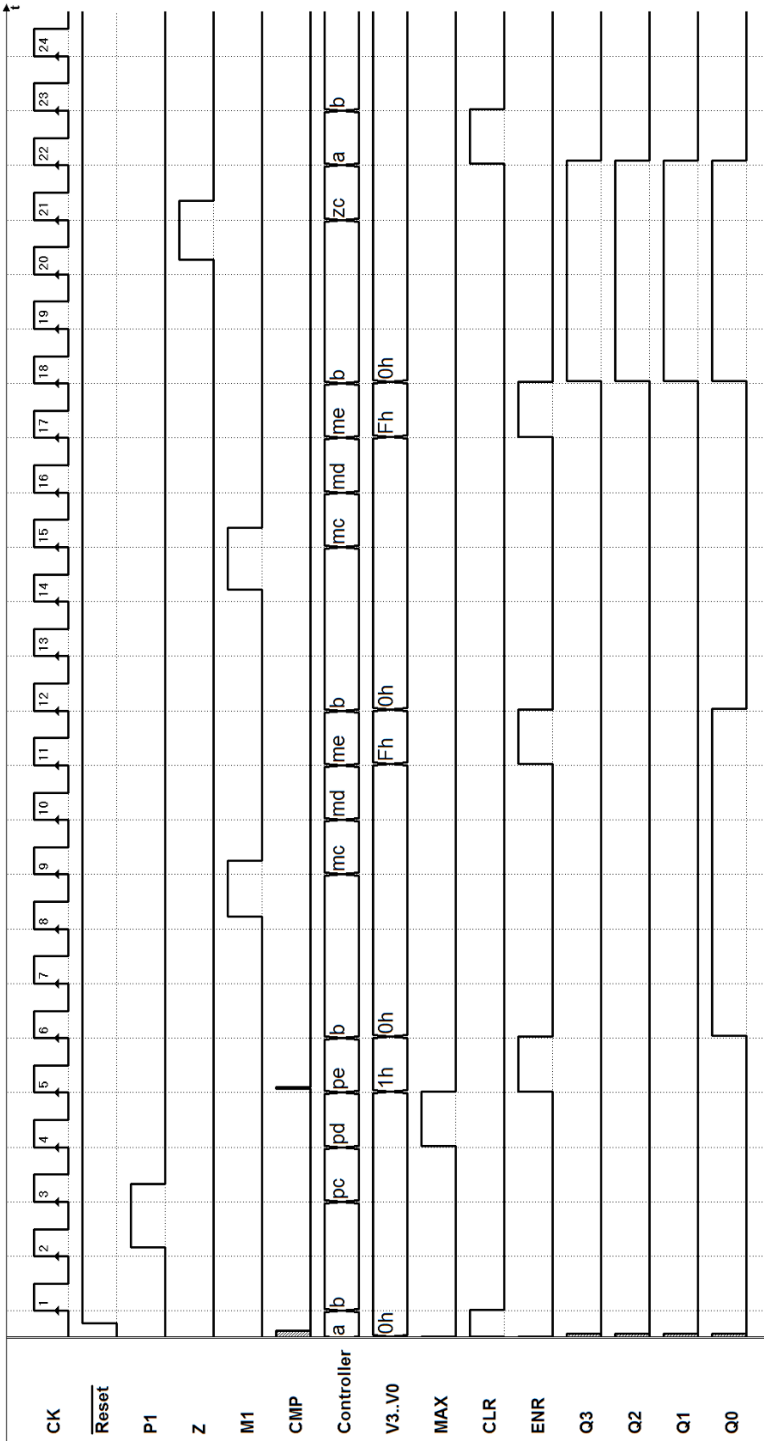 t
CK 1 2 3 4 5 6 7 8 9 10 11 12 13 14 15 16 17 18 19 20 21 22 23 24
Reset
P1
Z
M1
CMP
Controller a b pc pd pe b mc md me b mc md me b zc a b
V3..V0 0h 1h 0h Fh 0h Fh 0h
MAX
CLR
ENR
Q3
Q2
Q1
Q0